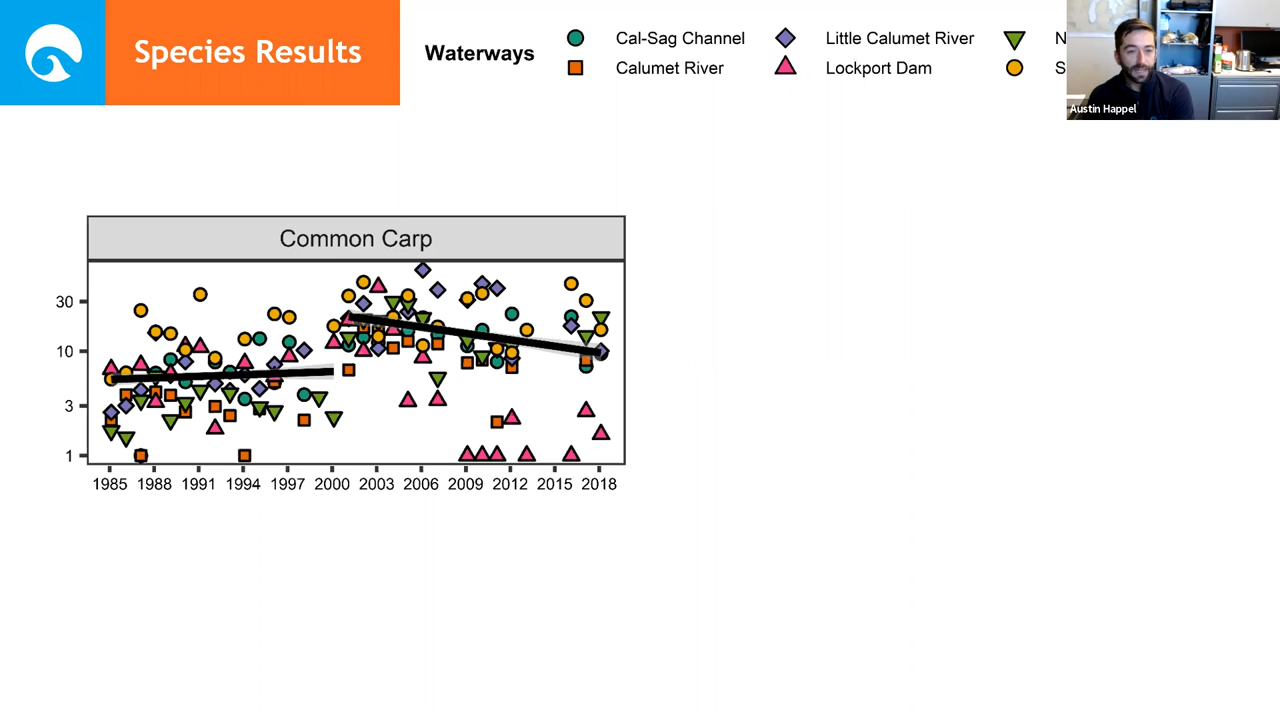 Species Results
Waterways
Cal-Sag Channel
Little Calumet River
N
Calumet River
Lockport Dam
S
Austin Happel
Common Carp
30
10
3
1
1985 1988 1991 1994 1997 2000 2003 2006 2009 2012 2015 2018